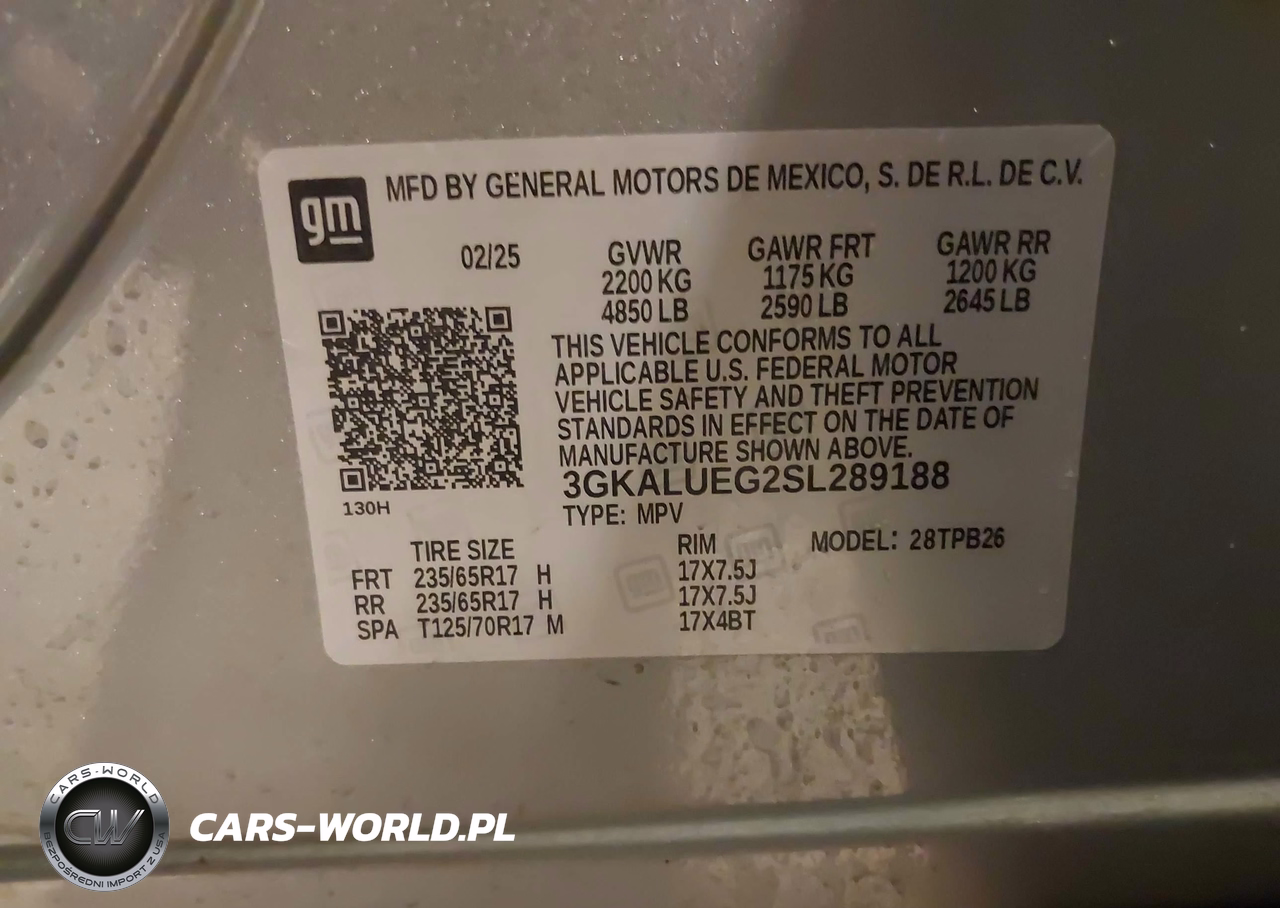 gm
MFD BY GENERAL MOTORS DE MEXICO, S. DE R.L. DE C.V.
02/25 GVWR GAWR FRT GAWR RR
2200 KG 1175 KG 1200 KG
4850 LB 2590 LB 2645 LB
THIS VEHICLE CONFORMS TO ALL
APPLICABLE U.S. FEDERAL MOTOR
VEHICLE SAFETY AND THEFT PREVENTION
STANDARDS IN EFFECT ON THE DATE OF
MANUFACTURE SHOWN ABOVE.
3GKALUEG2SL289188
130H
TYPE: MPV
TIRE SIZE RIM MODEL: 28TPB26
FRT 235/65R17 H 17X7.5J
RR 235/65R17 H 17X7.5J
SPA T125/70R17 M 17X4BT
CARS-WORLD
CW
BEZPOŚREDNI IMPORT Z USA
CARS-WORLD.PL